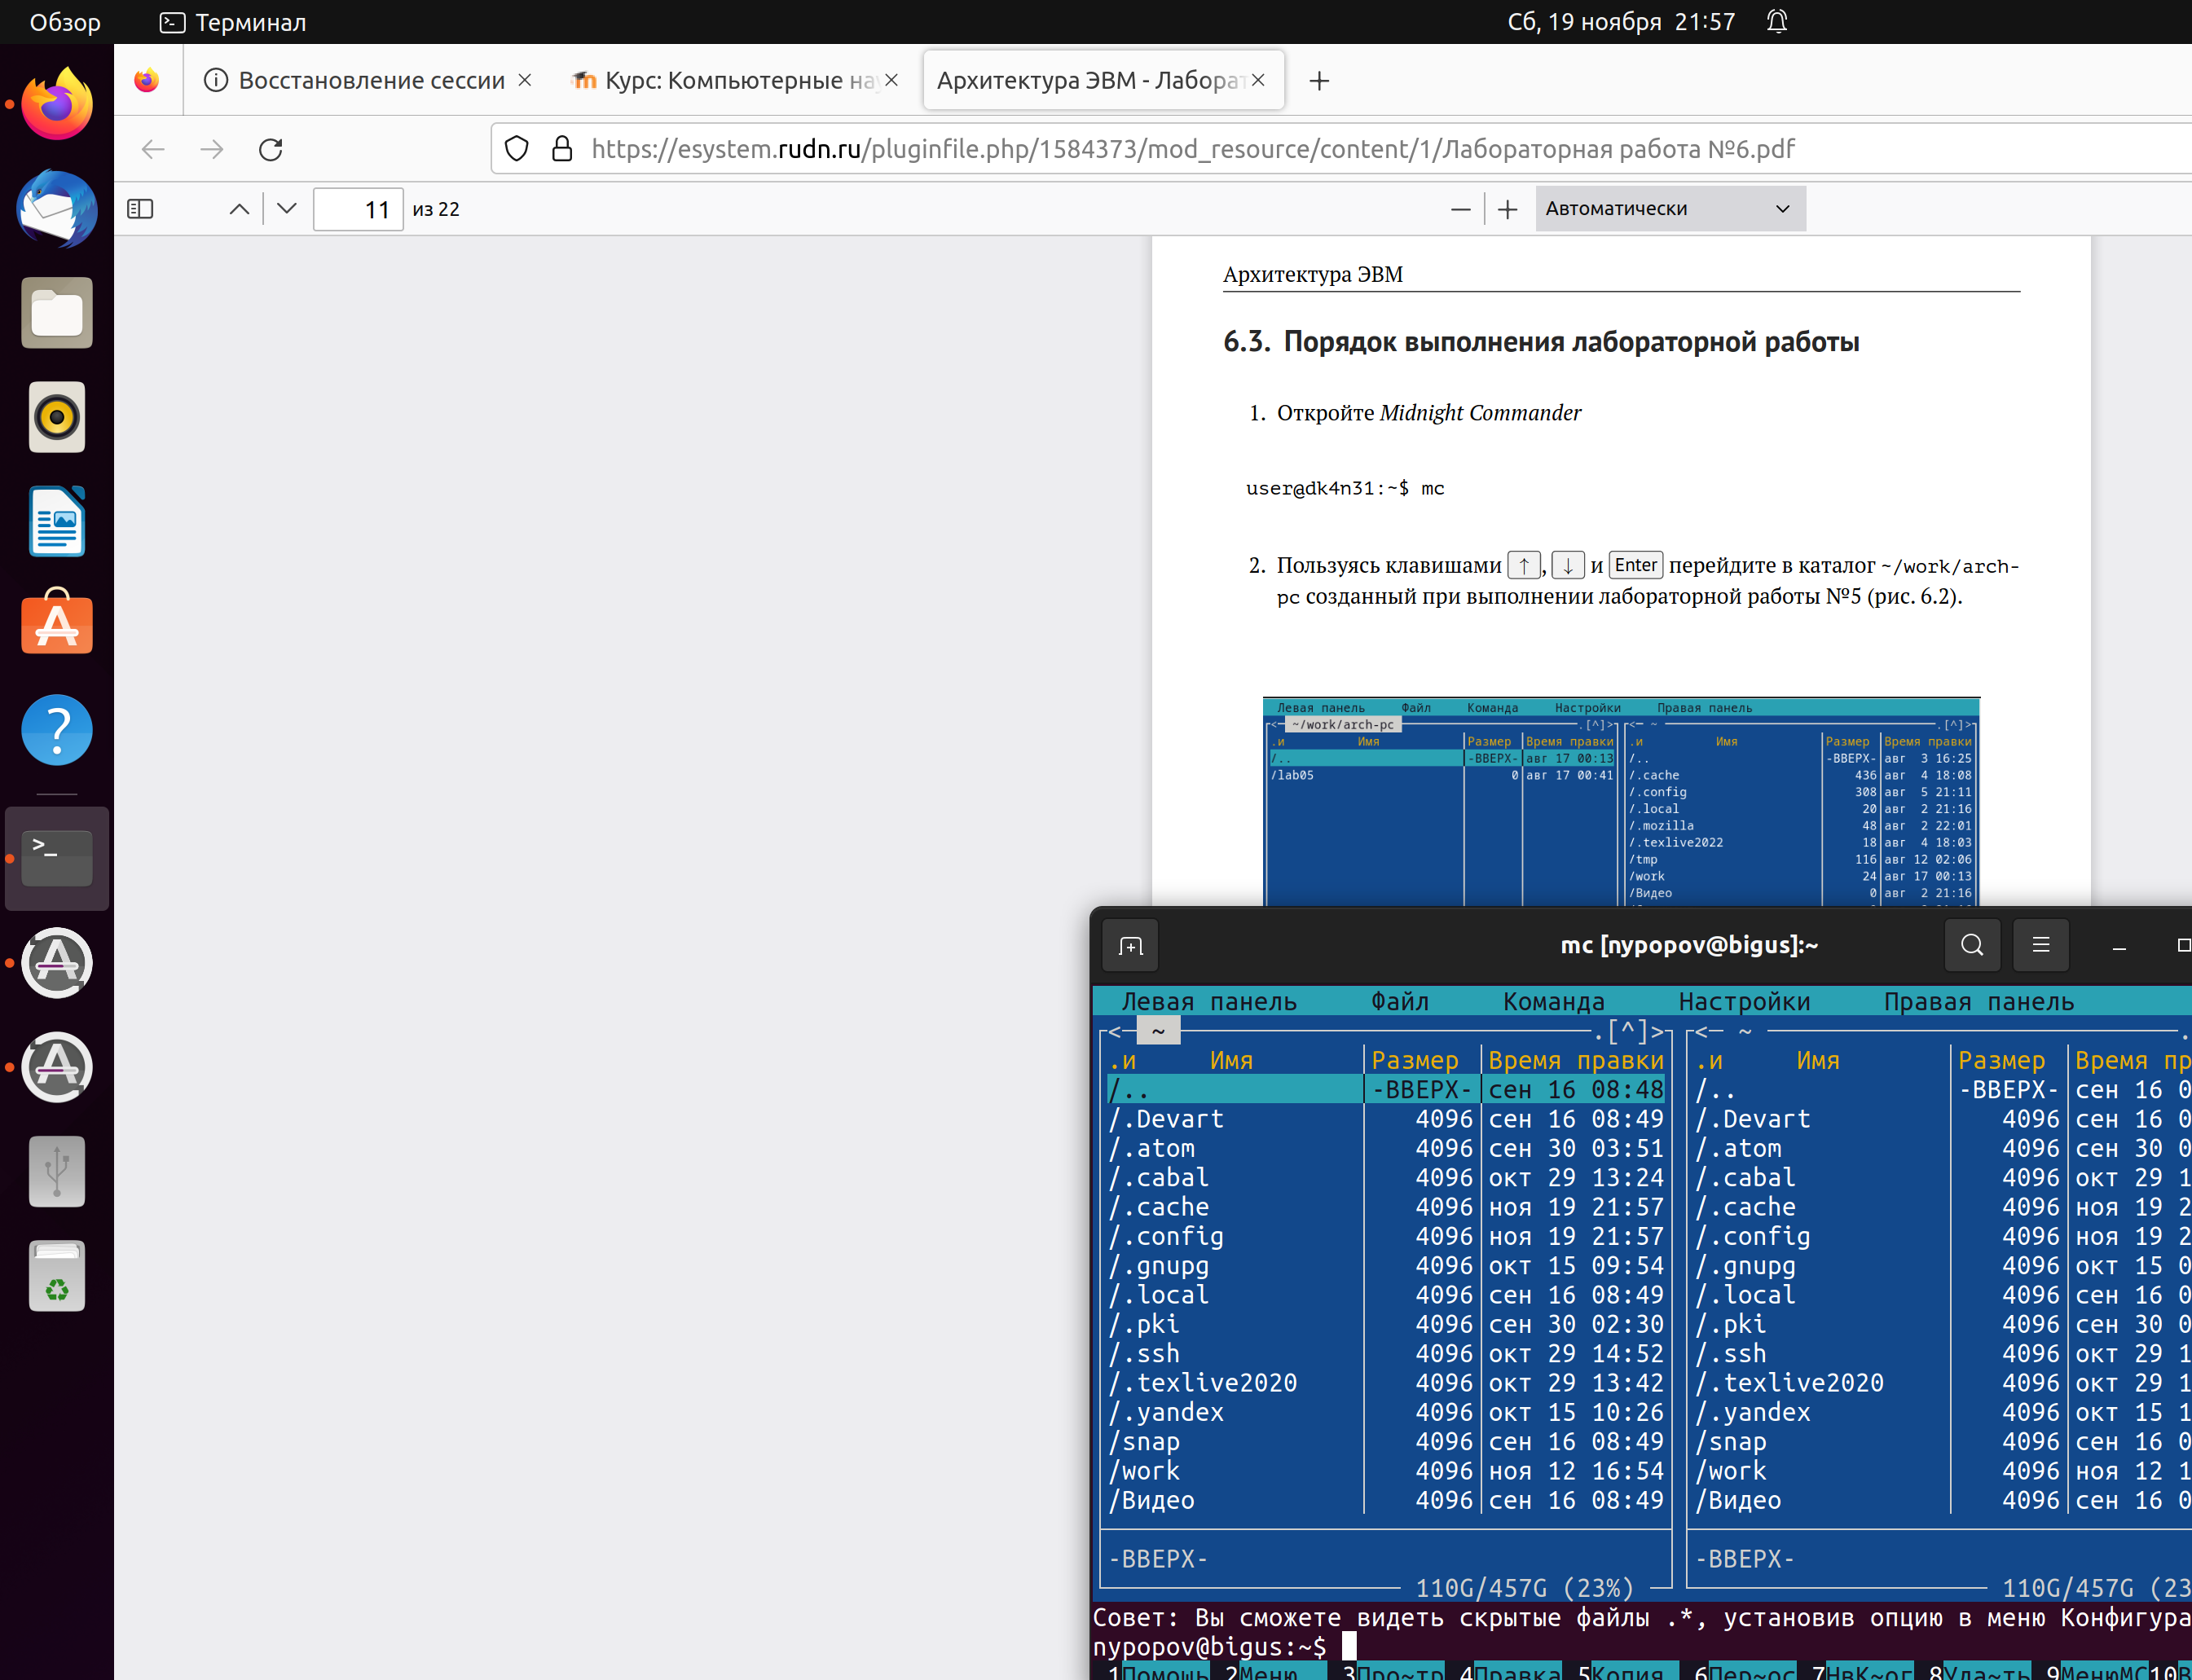 Обзор Терминал Сб, 19 ноября 21:57
Восстановление сессии Курс: Компьютерные на Архитектура ЭВМ - Лаборат
https://esystem.rudn.ru/pluginfile.php/1584373/mod_resource/content/1/Лабораторная работа №6.pdf
11 из 22 Автоматически
Архитектура ЭВМ
6.3. Порядок выполнения лабораторной работы
1. Откройте Midnight Commander
user@dk4n31:~$ mc
2. Пользуясь клавишами ↑, ↓ и Enter перейдите в каталог ~/work/arch-
pc созданный при выполнении лабораторной работы №5 (рис. 6.2).
Левая панель Файл Команда Настройки Правая панель
<— ~/work/arch-pc .[^]> <— ~ .[^]>
.и Имя Размер Время правки .и Имя Размер Время правки
/.. -ВВЕРХ- авг 17 00:13 /.. -ВВЕРХ- авг 3 16:25
/lab05 0 авг 17 00:41 /.cache 436 авг 4 18:08
/.config 308 авг 5 21:11
/.local 20 авг 2 21:16
/.mozilla 48 авг 2 22:01
/.texlive2022 18 авг 4 18:03
/tmp 116 авг 12 02:06
/work 24 авг 17 00:13
/Видео 0 авг 2 21:16
mc [nypopov@bigus]:~
Левая панель Файл Команда Настройки Правая панель
<— ~ .[^]> <— ~ .
.и Имя Размер Время правки .и Имя Размер Время пр
/.. -ВВЕРХ- сен 16 08:48 /.. -ВВЕРХ- сен 16 0
/.Devart 4096 сен 16 08:49 /.Devart 4096 сен 16 0
/.atom 4096 сен 30 03:51 /.atom 4096 сен 30 0
/.cabal 4096 окт 29 13:24 /.cabal 4096 окт 29 1
/.cache 4096 ноя 19 21:57 /.cache 4096 ноя 19 2
/.config 4096 ноя 19 21:57 /.config 4096 ноя 19 2
/.gnupg 4096 окт 15 09:54 /.gnupg 4096 окт 15 0
/.local 4096 сен 16 08:49 /.local 4096 сен 16 0
/.pki 4096 сен 30 02:30 /.pki 4096 сен 30 0
/.ssh 4096 окт 29 14:52 /.ssh 4096 окт 29 1
/.texlive2020 4096 окт 29 13:42 /.texlive2020 4096 окт 29 1
/.yandex 4096 окт 15 10:26 /.yandex 4096 окт 15 1
/snap 4096 сен 16 08:49 /snap 4096 сен 16 0
/work 4096 ноя 12 16:54 /work 4096 ноя 12 1
/Видео 4096 сен 16 08:49 /Видео 4096 сен 16 0
-ВВЕРХ- -ВВЕРХ-
110G/457G (23%) 110G/457G (23
Совет: Вы сможете видеть скрытые файлы .*, установив опцию в меню Конфигура
nypopov@bigus:~$
1Помощь 2Меню 3Про~тр 4Правка 5Копия 6Пер~ос 7НвК~ог 8Уда~ть 9МенюМС 10В